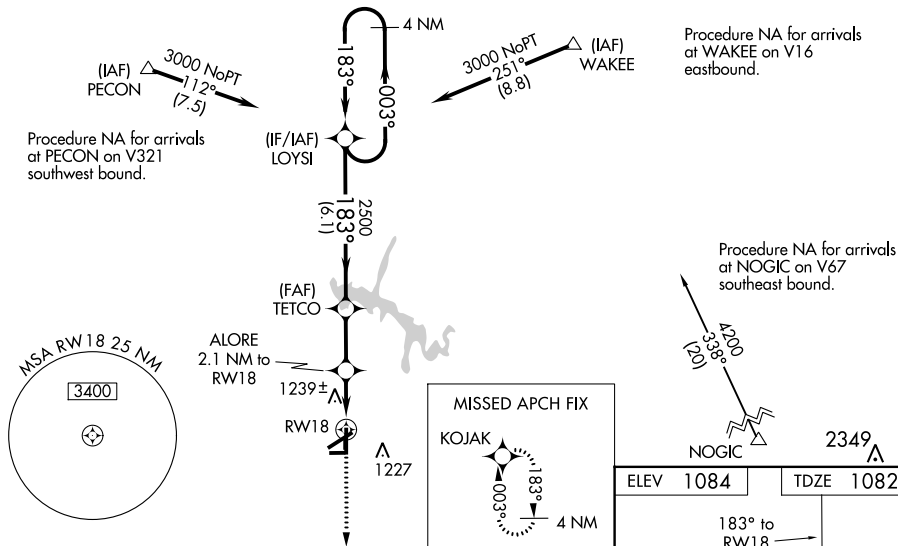 4 NM
183°
003°
(IAF)
PECON
3000 NoPT
112°
(7.5)
3000 NoPT
251°
(8.8)
(IAF)
WAKEE
Procedure NA for arrivals
at WAKEE on V16
eastbound.
Procedure NA for arrivals
at PECON on V321
southwest bound.
(IF/IAF)
LOYSI
2500
183°
(6.1)
Procedure NA for arrivals
at NOGIC on V67
southeast bound.
(FAF)
TETCO
4200
338°
(20)
NOGIC
MSA RW18 25 NM
3400
ALORE
2.1 NM to
RW18
1239±
RW18
1227
MISSED APCH FIX
KOJAK
183°
003°
4 NM
2349
ELEV 1084
TDZE 1082
183° to
RW18